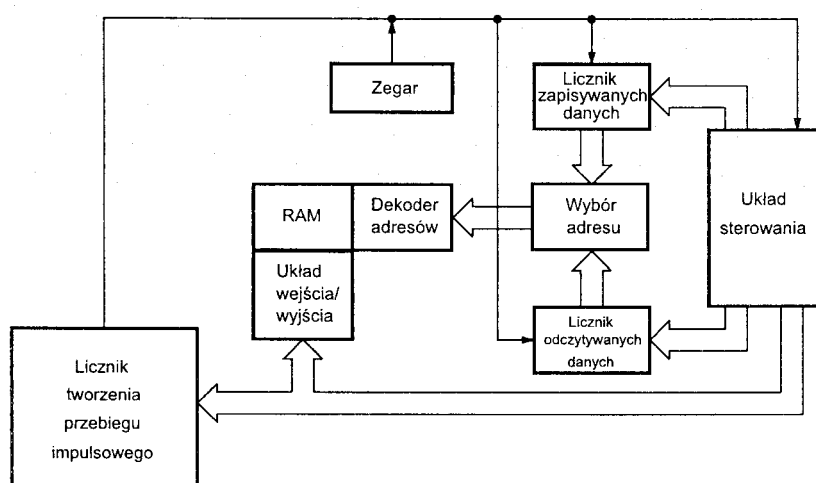 Zegar
Licznik
zapisywanych
danych
Układ
sterowania
RAM
Dekoder
adresów
Wybór
adresu
Układ
wejścia/
wyjścia
Licznik
odczytywanych
danych
Licznik
tworzenia
przebiegu
impulsowego